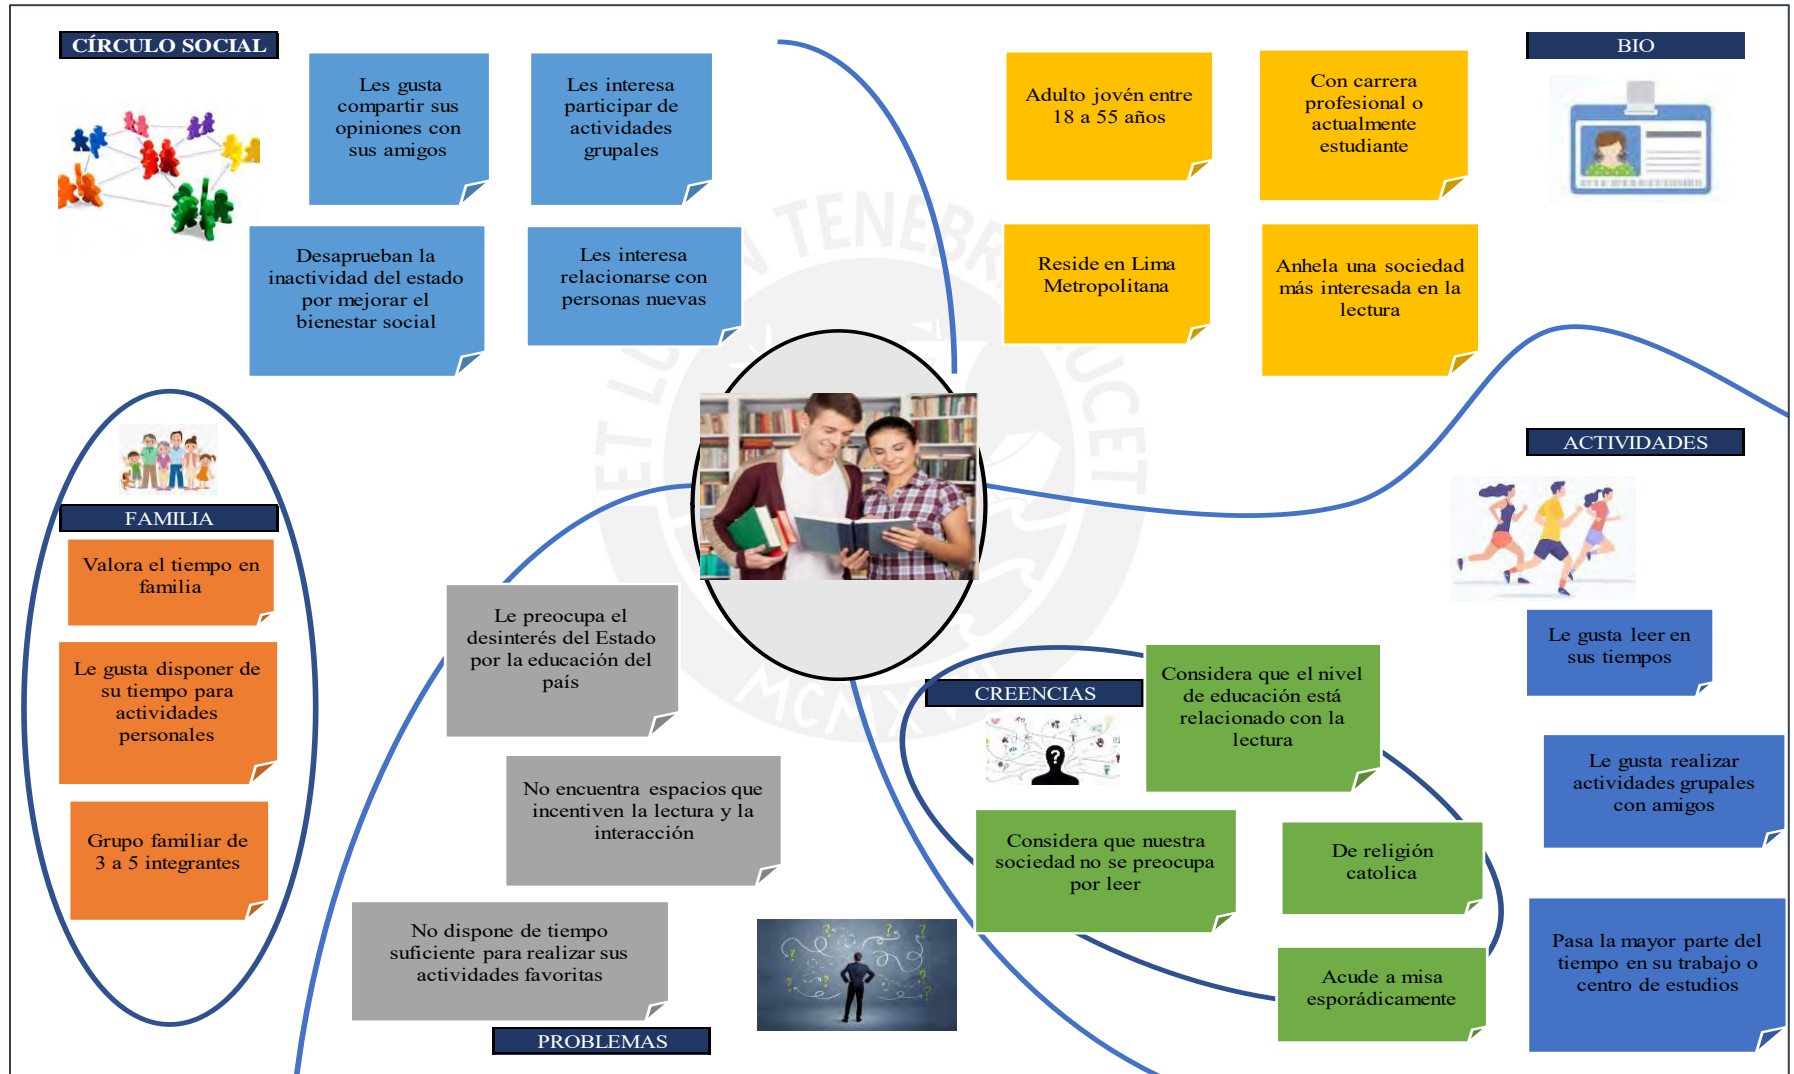 CÍRCULO SOCIAL
Les gusta
compartir sus
opiniones con
sus amigos
Les interesa
participar de
actividades
grupales
Desaprueban la
inactividad del estado
por mejorar el
bienestar social
Les interesa
relacionarse con
personas nuevas
BIO
Adulto jovén entre
18 a 55 años
Con carrera
profesional o
actualmente
estudiante
Reside en Lima
Metropolitana
Anhela una sociedad
más interesada en la
lectura
FAMILIA
Valora el tiempo en
familia
Le gusta disponer de
su tiempo para
actividades
personales
Grupo familiar de
3 a 5 integrantes
Le preocupa el
desinterés del Estado
por la educación del
país
No encuentra espacios que
incentiven la lectura y la
interacción
No dispone de tiempo
suficiente para realizar sus
actividades favoritas
PROBLEMAS
CREENCIAS
Considera que el nivel
de educación está
relacionado con la
lectura
Considera que nuestra
sociedad no se preocupa
por leer
De religión
catolica
Acude a misa
esporádicamente
ACTIVIDADES
Le gusta leer en
sus tiempos
Le gusta realizar
actividades grupales
con amigos
Pasa la mayor parte del
tiempo en su trabajo o
centro de estudios
ET TENEB UCET
MCMXV